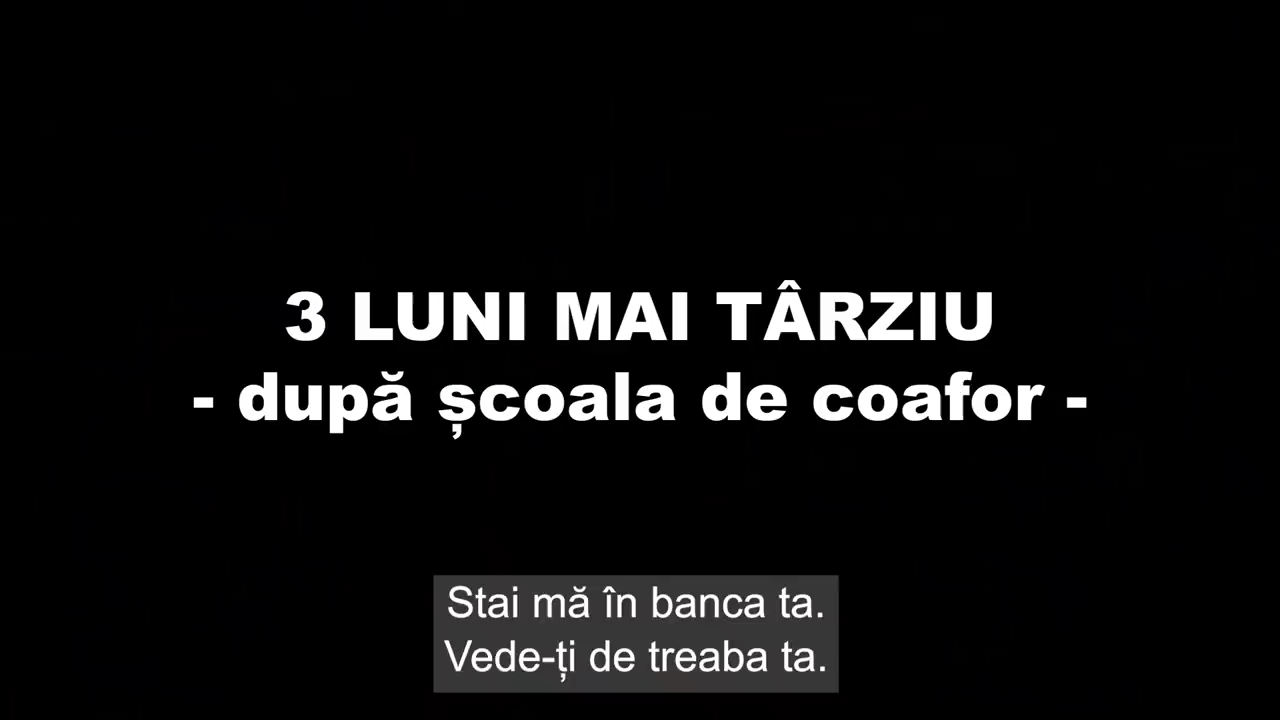 3 LUNI MAI TÂRZIU
- după școala de coafor -
Stai mă în banca ta.
Vede-ți de treaba ta.